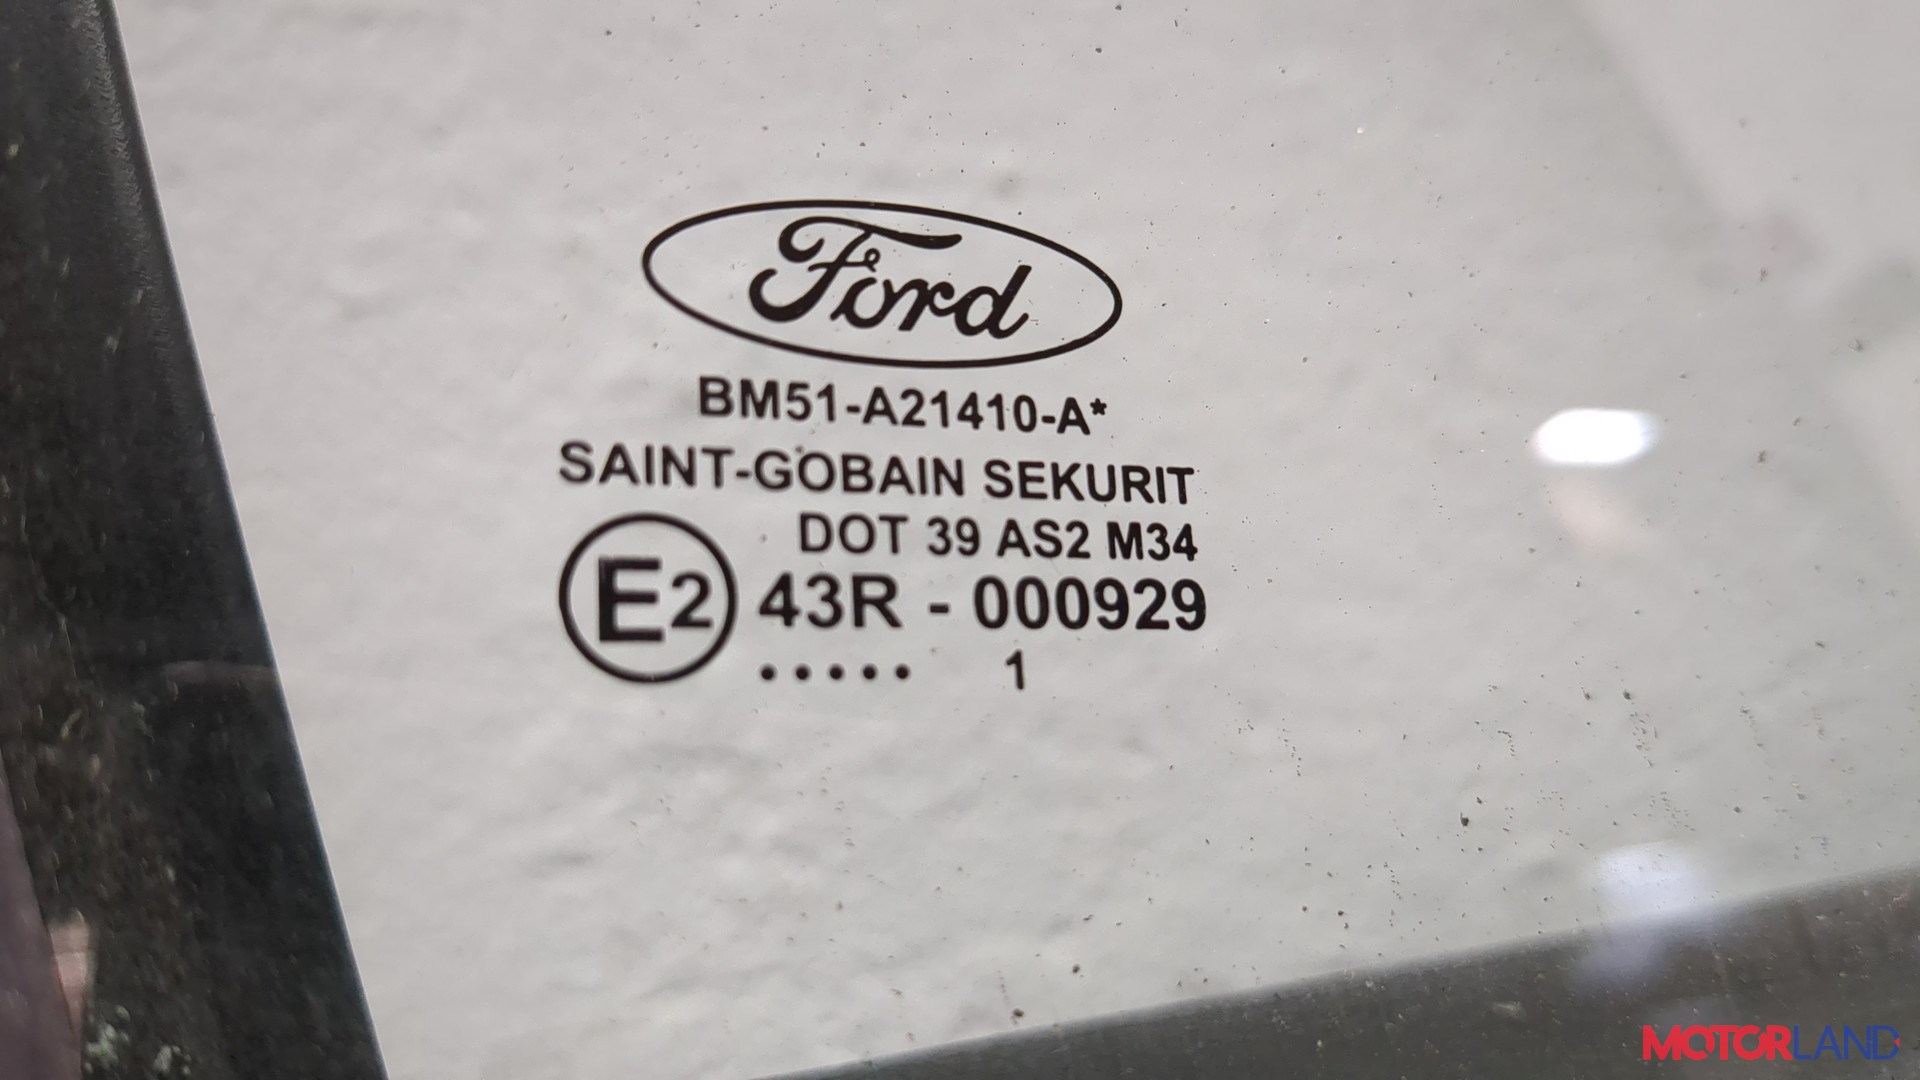 Ford
BM51-A21410-A*
SAINT-GOBAIN SEKURIT
DOT 39 AS2 M34
E2 43R - 000929
..... 1
MOTORLAND